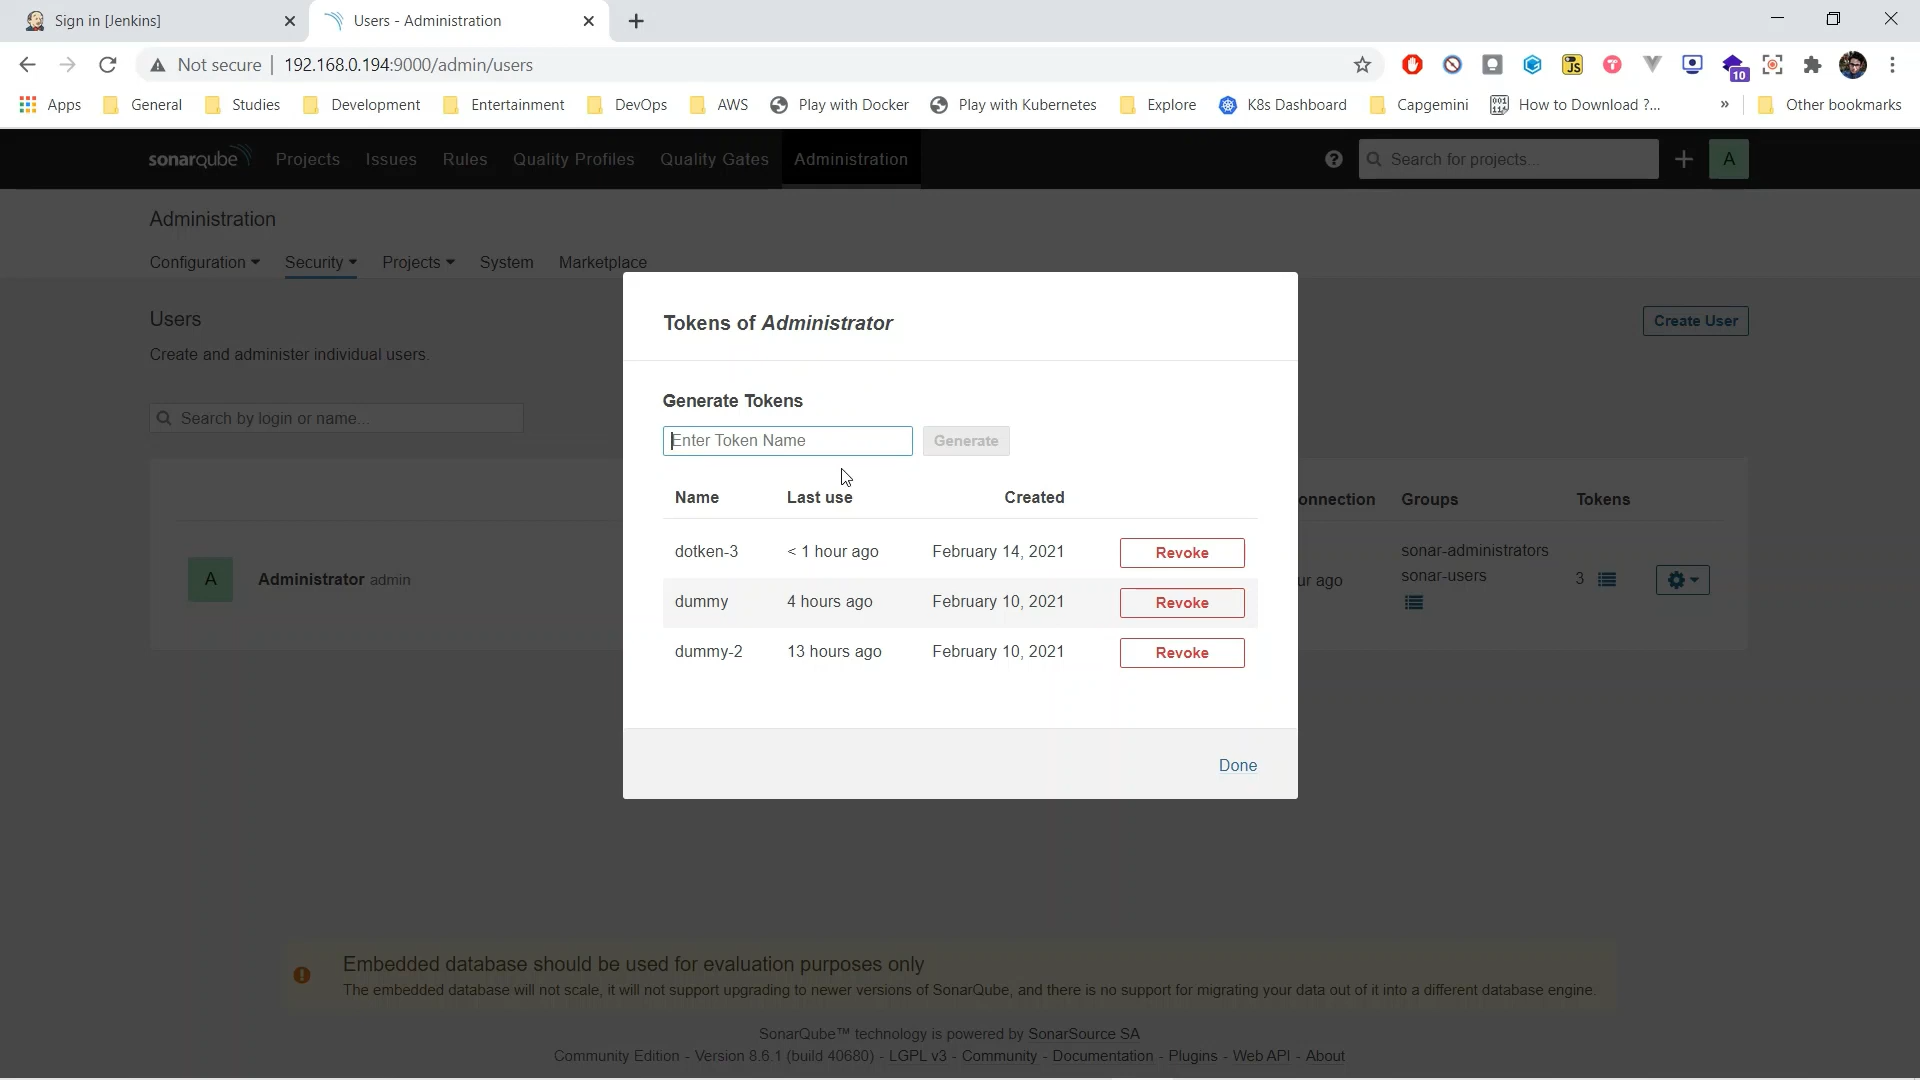 Sign in [Jenkins]
Users - Administration
Not secure | 192.168.0.194:9000/admin/users
10
Apps General Studies Development Entertainment DevOps AWS Play with Docker Play with Kubernetes Explore K8s Dashboard Capgemini How to Download ?... » Other bookmarks
sonarqube Projects Issues Rules Quality Profiles Quality Gates Administration Search for projects... A
Administration
Configuration Security Projects System Marketplace
Users
Create User
Create and administer individual users.
Search by login or name...
onnection Groups Tokens
A Administrator admin
ur ago
sonar-administrators
sonar-users
3
Tokens of Administrator
Generate Tokens
Enter Token Name Generate
Name Last use Created
dotken-3 < 1 hour ago February 14, 2021 Revoke
dummy 4 hours ago February 10, 2021 Revoke
dummy-2 13 hours ago February 10, 2021 Revoke
Done
Embedded database should be used for evaluation purposes only
The embedded database will not scale, it will not support upgrading to newer versions of SonarQube, and there is no support for migrating your data out of it into a different database engine.
SonarQube™ technology is powered by SonarSource SA
Community Edition - Version 8.6.1 (build 40680) - LGPL v3 - Community - Documentation - Plugins - Web API - About